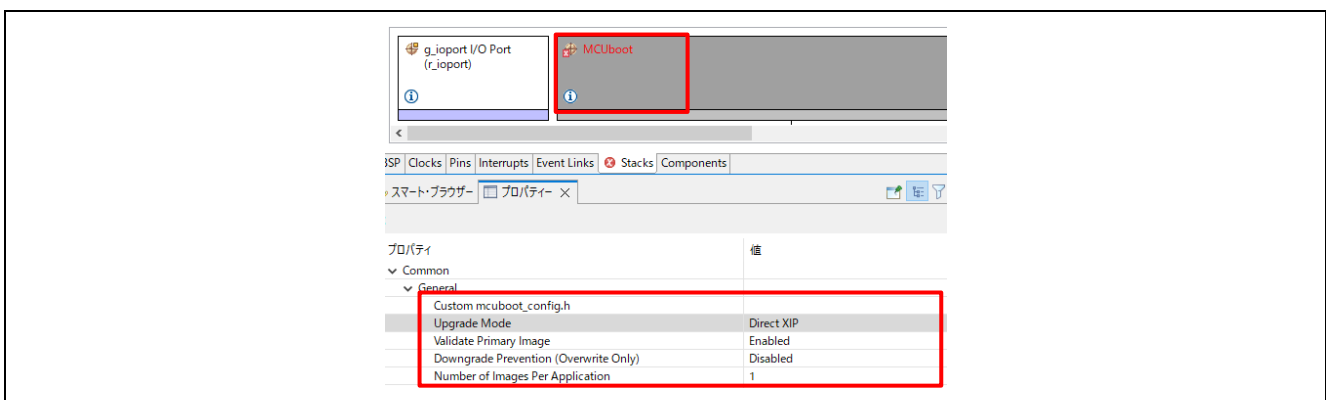 g_ioport I/O Port
(r_ioport)
MCUboot
BSP Clocks Pins Interrupts Event Links Stacks Components
スマート・ブラウザー プロパティー
プロパティ 値
Common
General
Custom mcuboot_config.h
Upgrade Mode Direct XIP
Validate Primary Image Enabled
Downgrade Prevention (Overwrite Only) Disabled
Number of Images Per Application 1